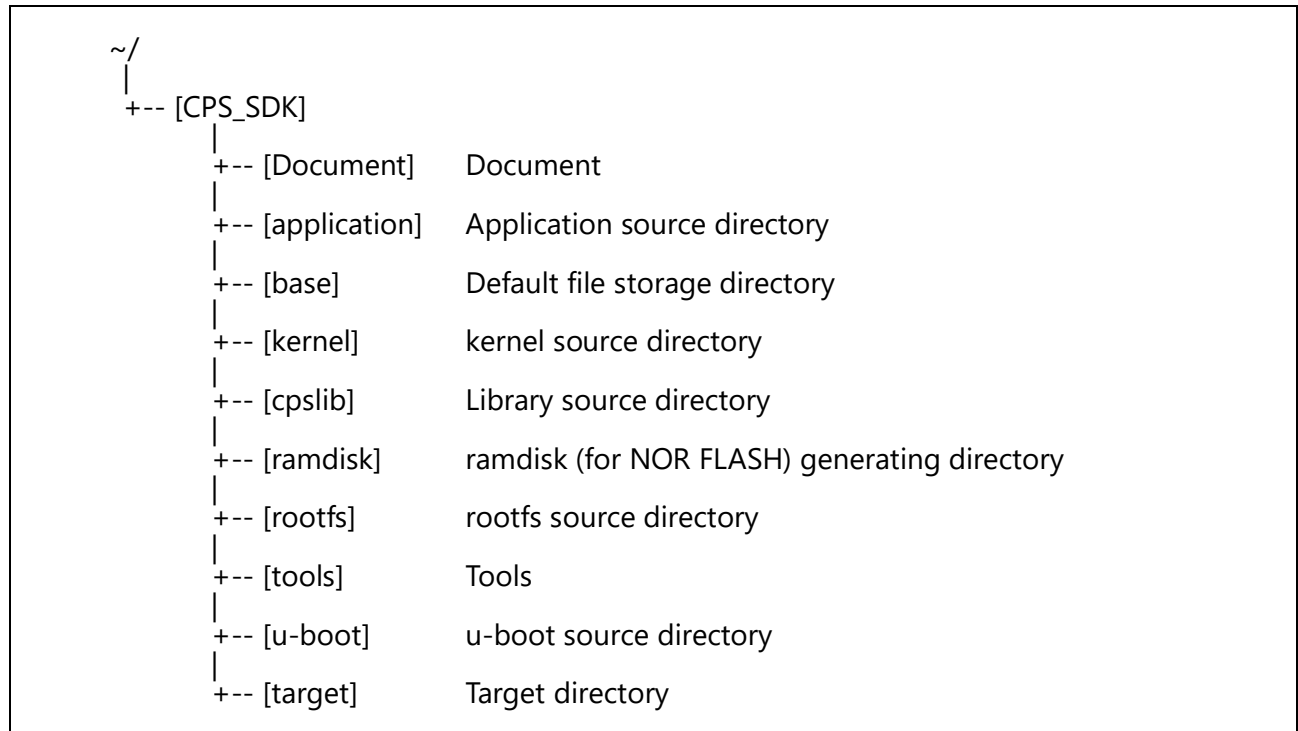 ~/
|
+-- [CPS_SDK]
|
+-- [Document] Document
|
+-- [application] Application source directory
|
+-- [base] Default file storage directory
|
+-- [kernel] kernel source directory
|
+-- [cpslib] Library source directory
|
+-- [ramdisk] ramdisk (for NOR FLASH) generating directory
|
+-- [rootfs] rootfs source directory
|
+-- [tools] Tools
|
+-- [u-boot] u-boot source directory
|
+-- [target] Target directory